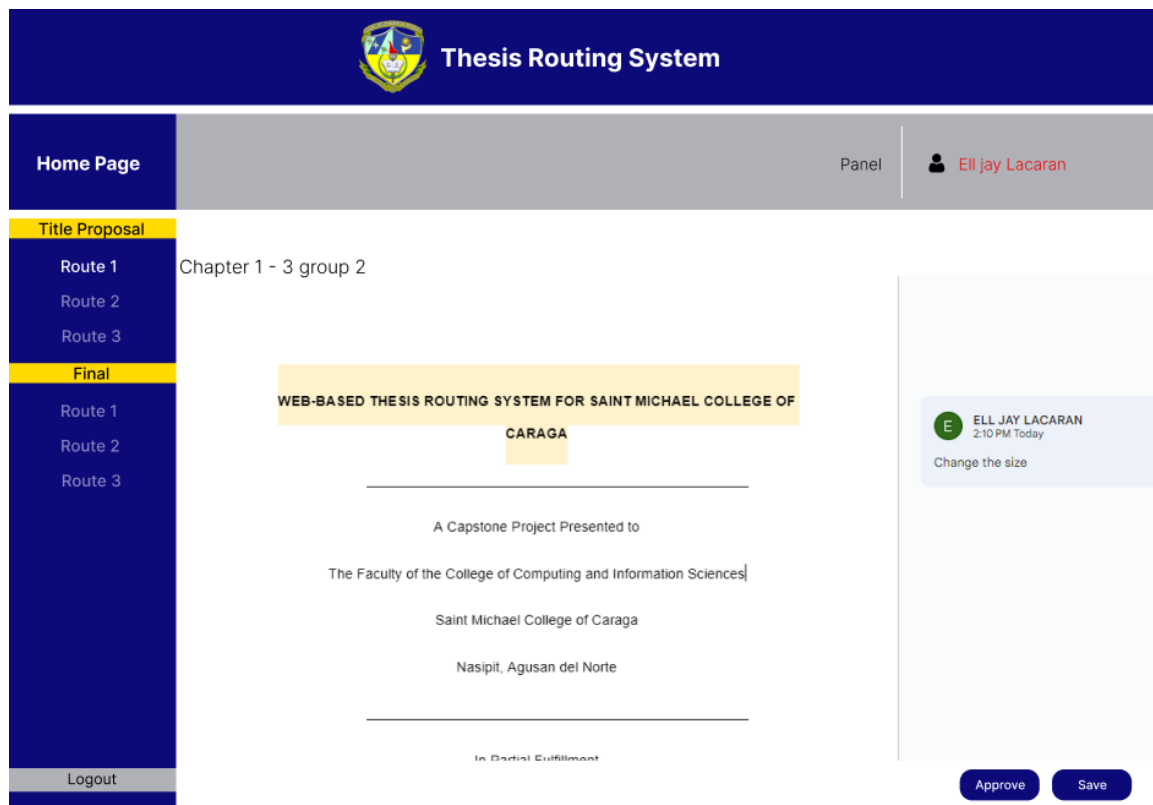 Thesis Routing System
Home Page
Panel
Ell jay Lacaran
Title Proposal
Route 1
Route 2
Route 3
Final
Route 1
Route 2
Route 3
Logout
Chapter 1 - 3 group 2
WEB-BASED THESIS ROUTING SYSTEM FOR SAINT MICHAEL COLLEGE OF
CARAGA
A Capstone Project Presented to
The Faculty of the College of Computing and Information Sciences
Saint Michael College of Caraga
Nasipit, Agusan del Norte
In Partial Fulfillment
E
ELL JAY LACARAN
2:10 PM Today
Change the size
Approve
Save